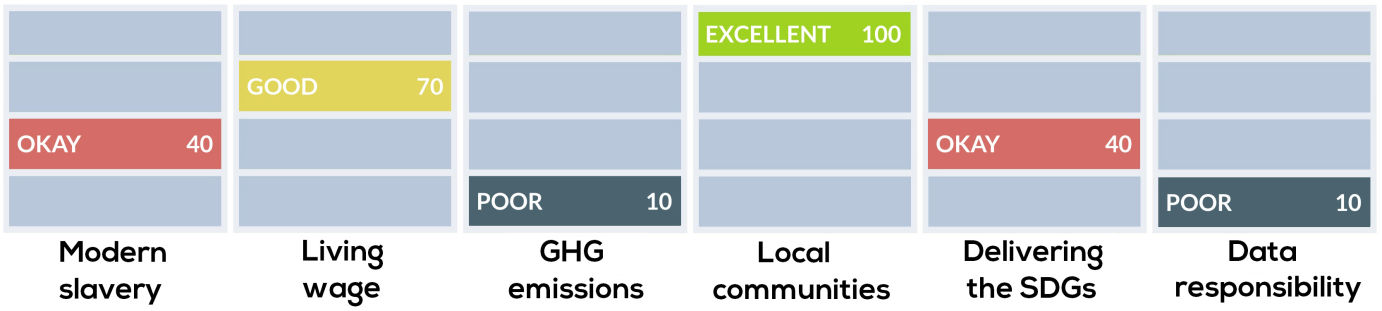 EXCELLENT 100
GOOD 70
OKAY 40
OKAY 40
POOR 10
POOR 10
Modern slavery
Living wage
GHG emissions
Local communities
Delivering the SDGs
Data responsibility